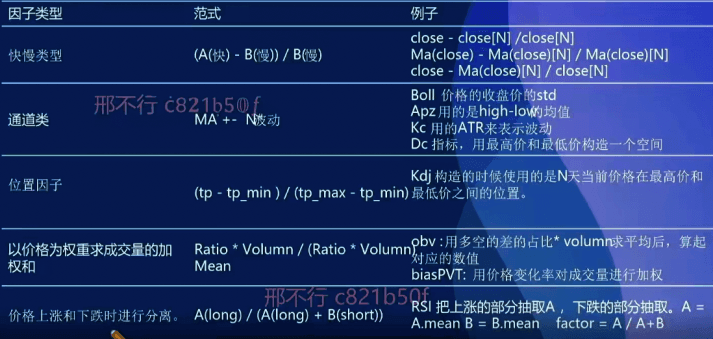 因子类型 范式 例子
快慢类型 (A(快) - B(慢)) / B(慢) close - close[N] /close[N]
Ma(close) - Ma(close)[N] / Ma(close)[N]
close - Ma(close)[N] / close[N]
邢不行 c821b50f
通道类 MA +- N波动 Boll 价格的收盘价的std
Apz 用的是high-low的均值
Kc 用的ATR来表示波动
Dc 指标，用最高价和最低价构造一个空间
位置因子 (tp - tp_min ) / (tp_max - tp_min) Kdj 构造的时候使用的是N天当前价格在最高价和
最低价之间的位置。
以价格为权重求成交量的加
权和
Ratio * Volumn / (Ratio * Volumn)
Mean
obv :用多空的差的占比* volumn求平均后，算起
对应的数值
biasPVT: 用价格变化率对成交量进行加权
邢不行 c821b50f
价格上涨和下跌时进行分离。 A(long) / (A(long) + B(short)) RSI 把上涨的部分抽取A ，下跌的部分抽取。A =
A.mean B = B.mean factor = A / A+B